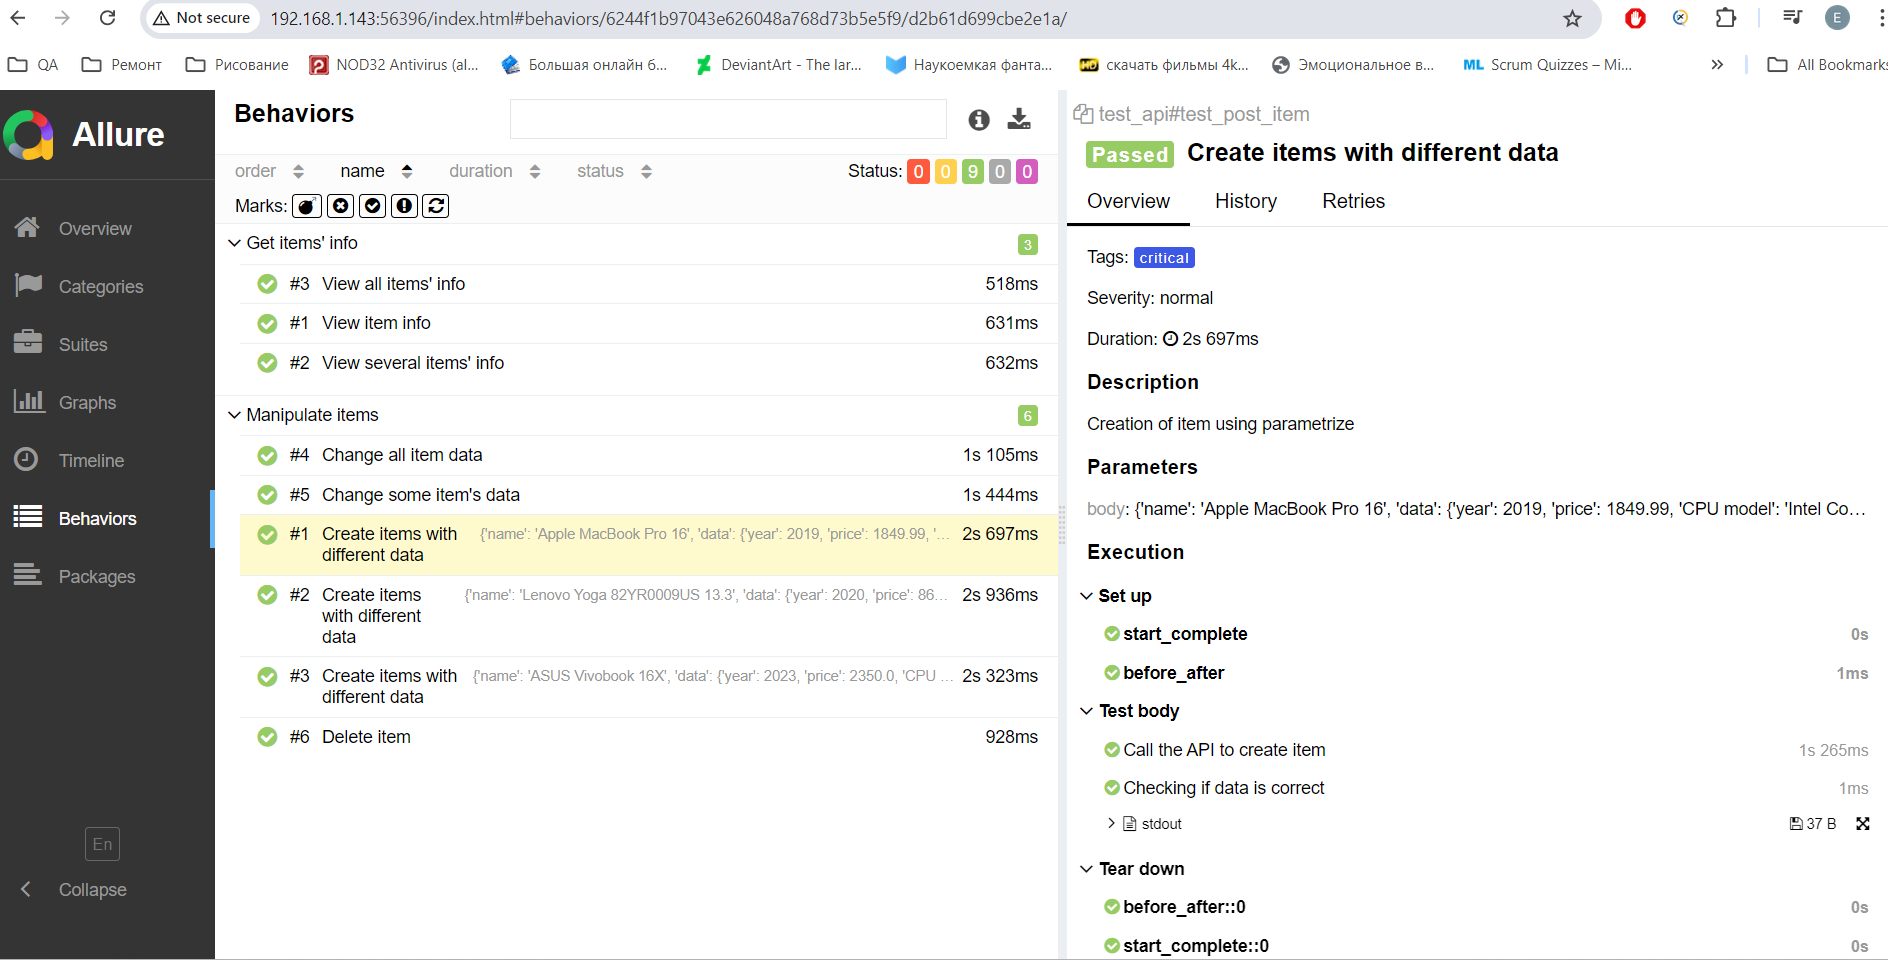 Not secure 192.168.1.143:56396/index.html#behaviors/6244f1b97043e626048a768d73b5e5f9/d2b61d699cbe2e1a/ E
QA Ремонт Рисование NOD32 Antivirus (al... Большая онлайн б... DeviantArt - The lar... Наукоемкая фанта... HD скачать фильмы 4k... Эмоциональное в... ML Scrum Quizzes – Mi... » All Bookmarks
Allure
Overview
Categories
Suites
Graphs
Timeline
Behaviors
Packages
En
Collapse
Behaviors
order name duration status Status: 0 0 9 0 0
Marks:
Get items' info 3
#3 View all items' info 518ms
#1 View item info 631ms
#2 View several items' info 632ms
Manipulate items 6
#4 Change all item data 1s 105ms
#5 Change some item's data 1s 444ms
#1 Create items with {'name': 'Apple MacBook Pro 16', 'data': {'year': 2019, 'price': 1849.99, '... 2s 697ms
different data
#2 Create items {'name': 'Lenovo Yoga 82YR0009US 13.3', 'data': {'year': 2020, 'price': 86... 2s 936ms
with different
data
#3 Create items with {'name': 'ASUS Vivobook 16X', 'data': {'year': 2023, 'price': 2350.0, 'CPU ... 2s 323ms
different data
#6 Delete item 928ms
test_api#test_post_item
Passed Create items with different data
Overview History Retries
Tags: critical
Severity: normal
Duration: 2s 697ms
Description
Creation of item using parametrize
Parameters
body: {'name': 'Apple MacBook Pro 16', 'data': {'year': 2019, 'price': 1849.99, 'CPU model': 'Intel Co...
Execution
Set up
start_complete 0s
before_after 1ms
Test body
Call the API to create item 1s 265ms
Checking if data is correct 1ms
stdout 37 B
Tear down
before_after::0 0s
start_complete::0 0s